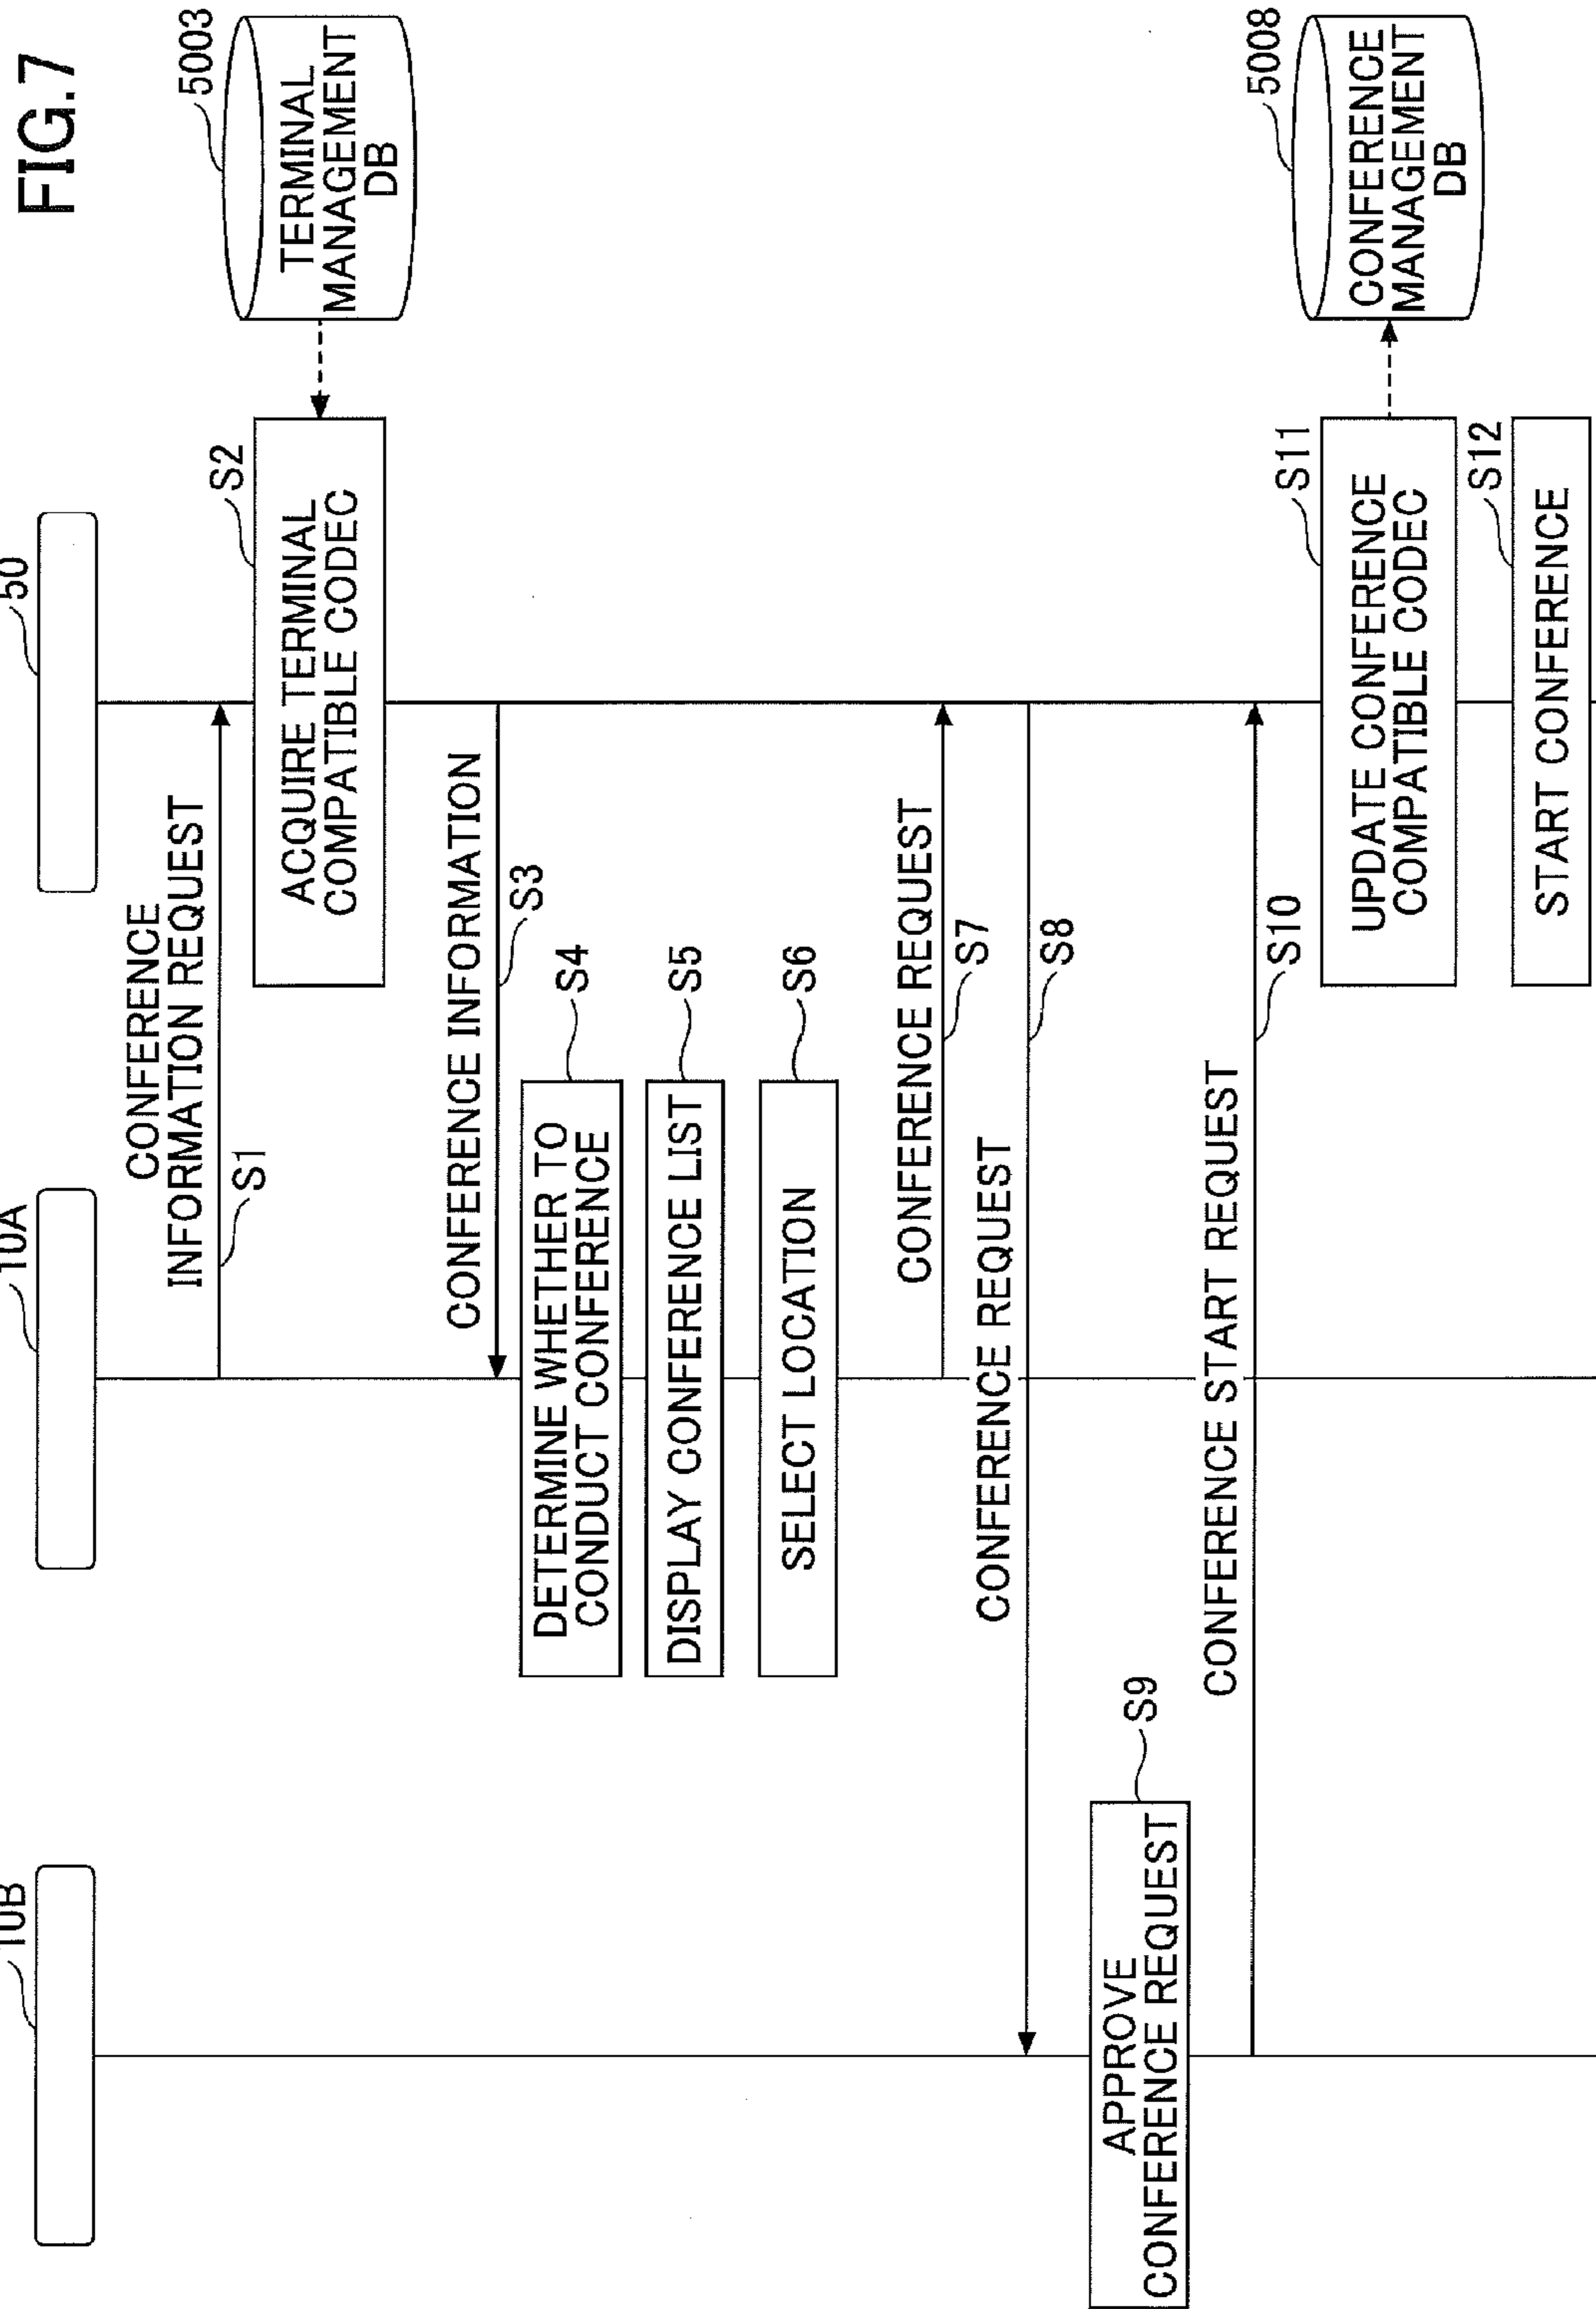 FIG.7
10B
10A
50
CONFERENCE
INFORMATION REQUEST
S1
S2
ACQUIRE TERMINAL
COMPATIBLE CODEC
5003
TERMINAL
MANAGEMENT
DB
CONFERENCE INFORMATION
S3
DETERMINE WHETHER TO
CONDUCT CONFERENCE
S4
DISPLAY CONFERENCE LIST
S5
SELECT LOCATION
S6
CONFERENCE REQUEST
S7
CONFERENCE REQUEST
S8
APPROVE
CONFERENCE REQUEST
S9
CONFERENCE START REQUEST
S10
S11
UPDATE CONFERENCE
COMPATIBLE CODEC
5008
CONFERENCE
MANAGEMENT
DB
S12
START CONFERENCE